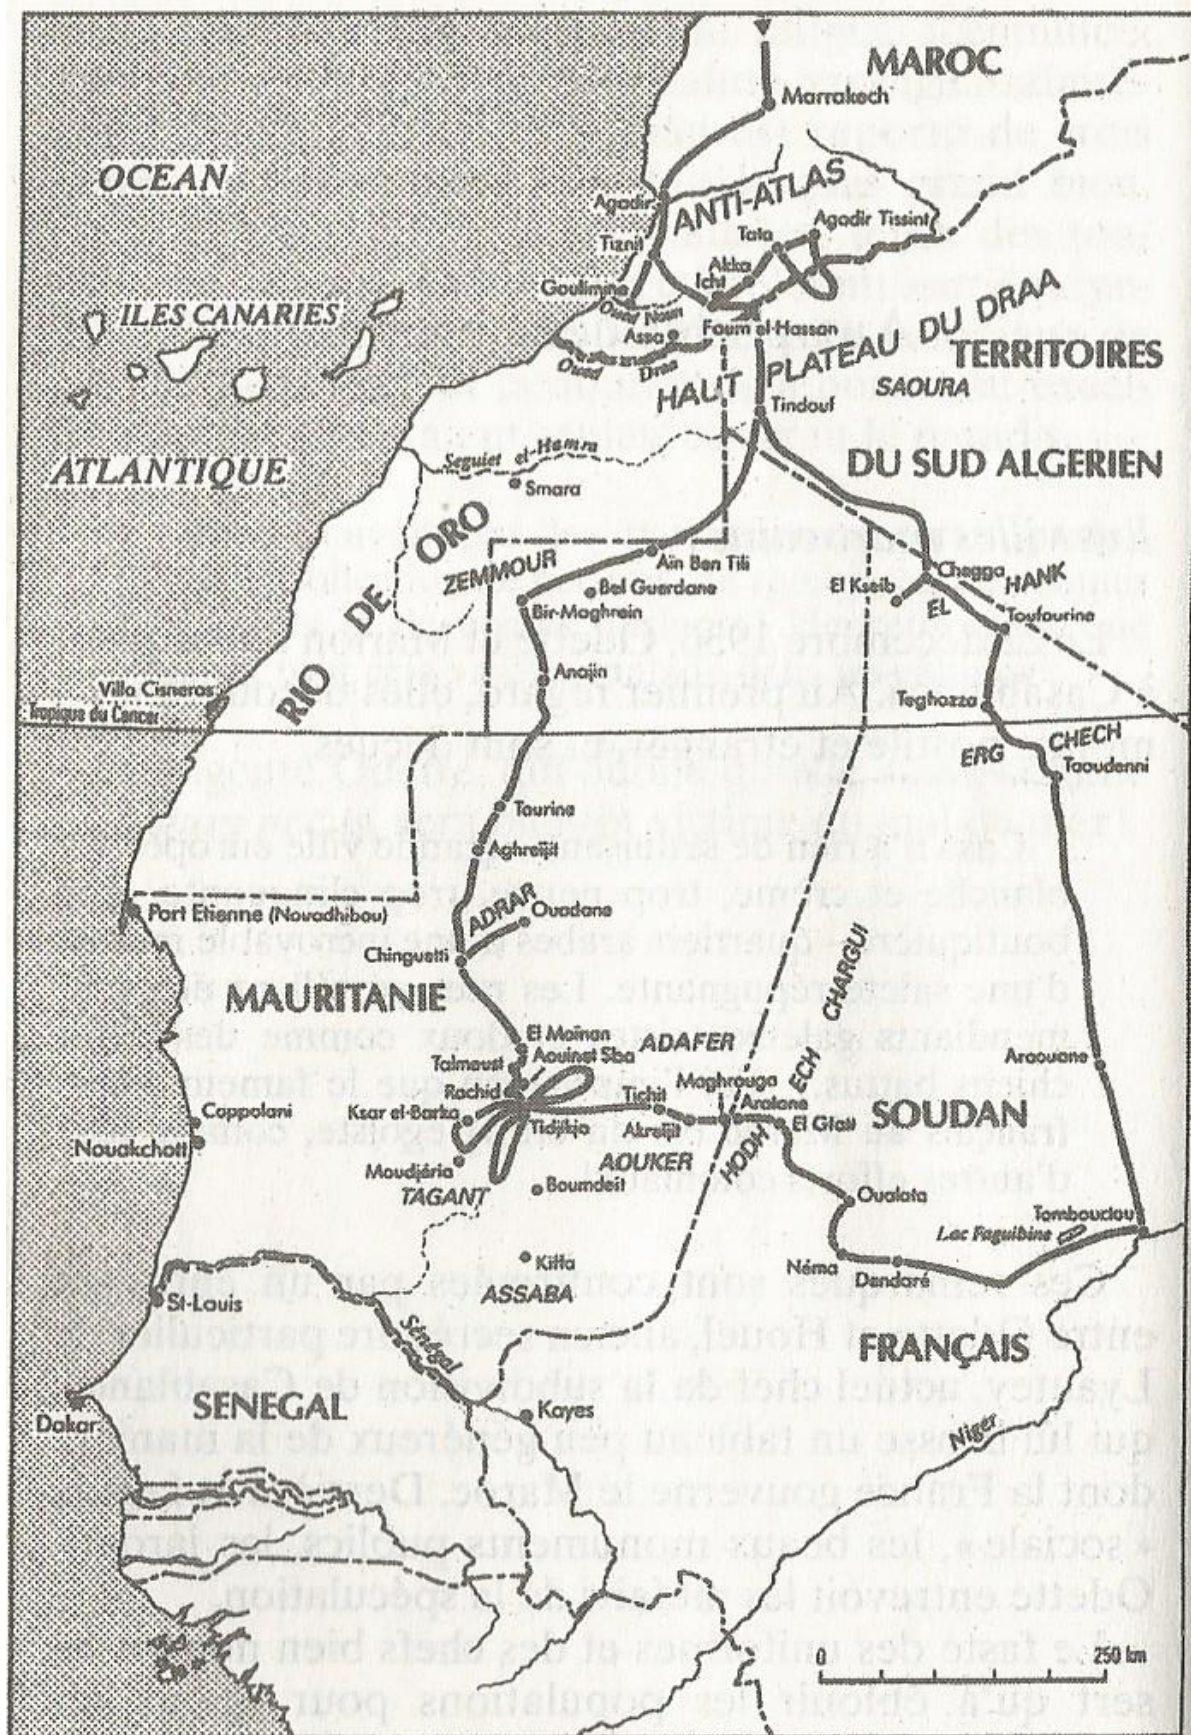 MAROC
Marrakech
OCEAN
ANTI-ATLAS
Agadir
Agadir Tissint
Tata
Tiznit
Akka
Icht
Goulimine
Oued Noun
ILES CANARIES
Foum el-Hassan
Assa
Oued Draa
HAUT PLATEAU DU DRAA
TERRITOIRES
SAOURA
Tindouf
Seguiet el-Hamra
ATLANTIQUE
DU SUD ALGERIEN
Smara
RIO DE ORO
ZEMMOUR
Aïn Ben Tili
Chegga
HANK
El Kseib
Bel Guerdane
EL
Bir-Moghrein
Toufourine
Anajim
Villa Cisneros
Teghazza
Tropique du Cancer
ERG CHECH
Taoudenni
Tourine
Aghreïjit
ADRAR
Ouadane
Port Etienne (Nouadhibou)
Chinguetti
ECH CHARGUI
MAURITANIE
El Moïnan
ADAFER
Aouinet Sba
Talmoust
Araouane
Rachid
Maghrouga
Tichit
Aratane
Coppolani
Ksar el-Barka
SOUDAN
Tidjikja
Akreijit
El Glatt
Nouakchott
AOUKER
HODH
Moudjéria
TAGANT
Boumdeit
Oualata
Tombouctou
Lac Faguibine
Kiffa
Néma
Dendaré
ASSABA
St-Louis
Sénégal
FRANÇAIS
SENEGAL
Dakar
Kayes
Niger
0
250 km